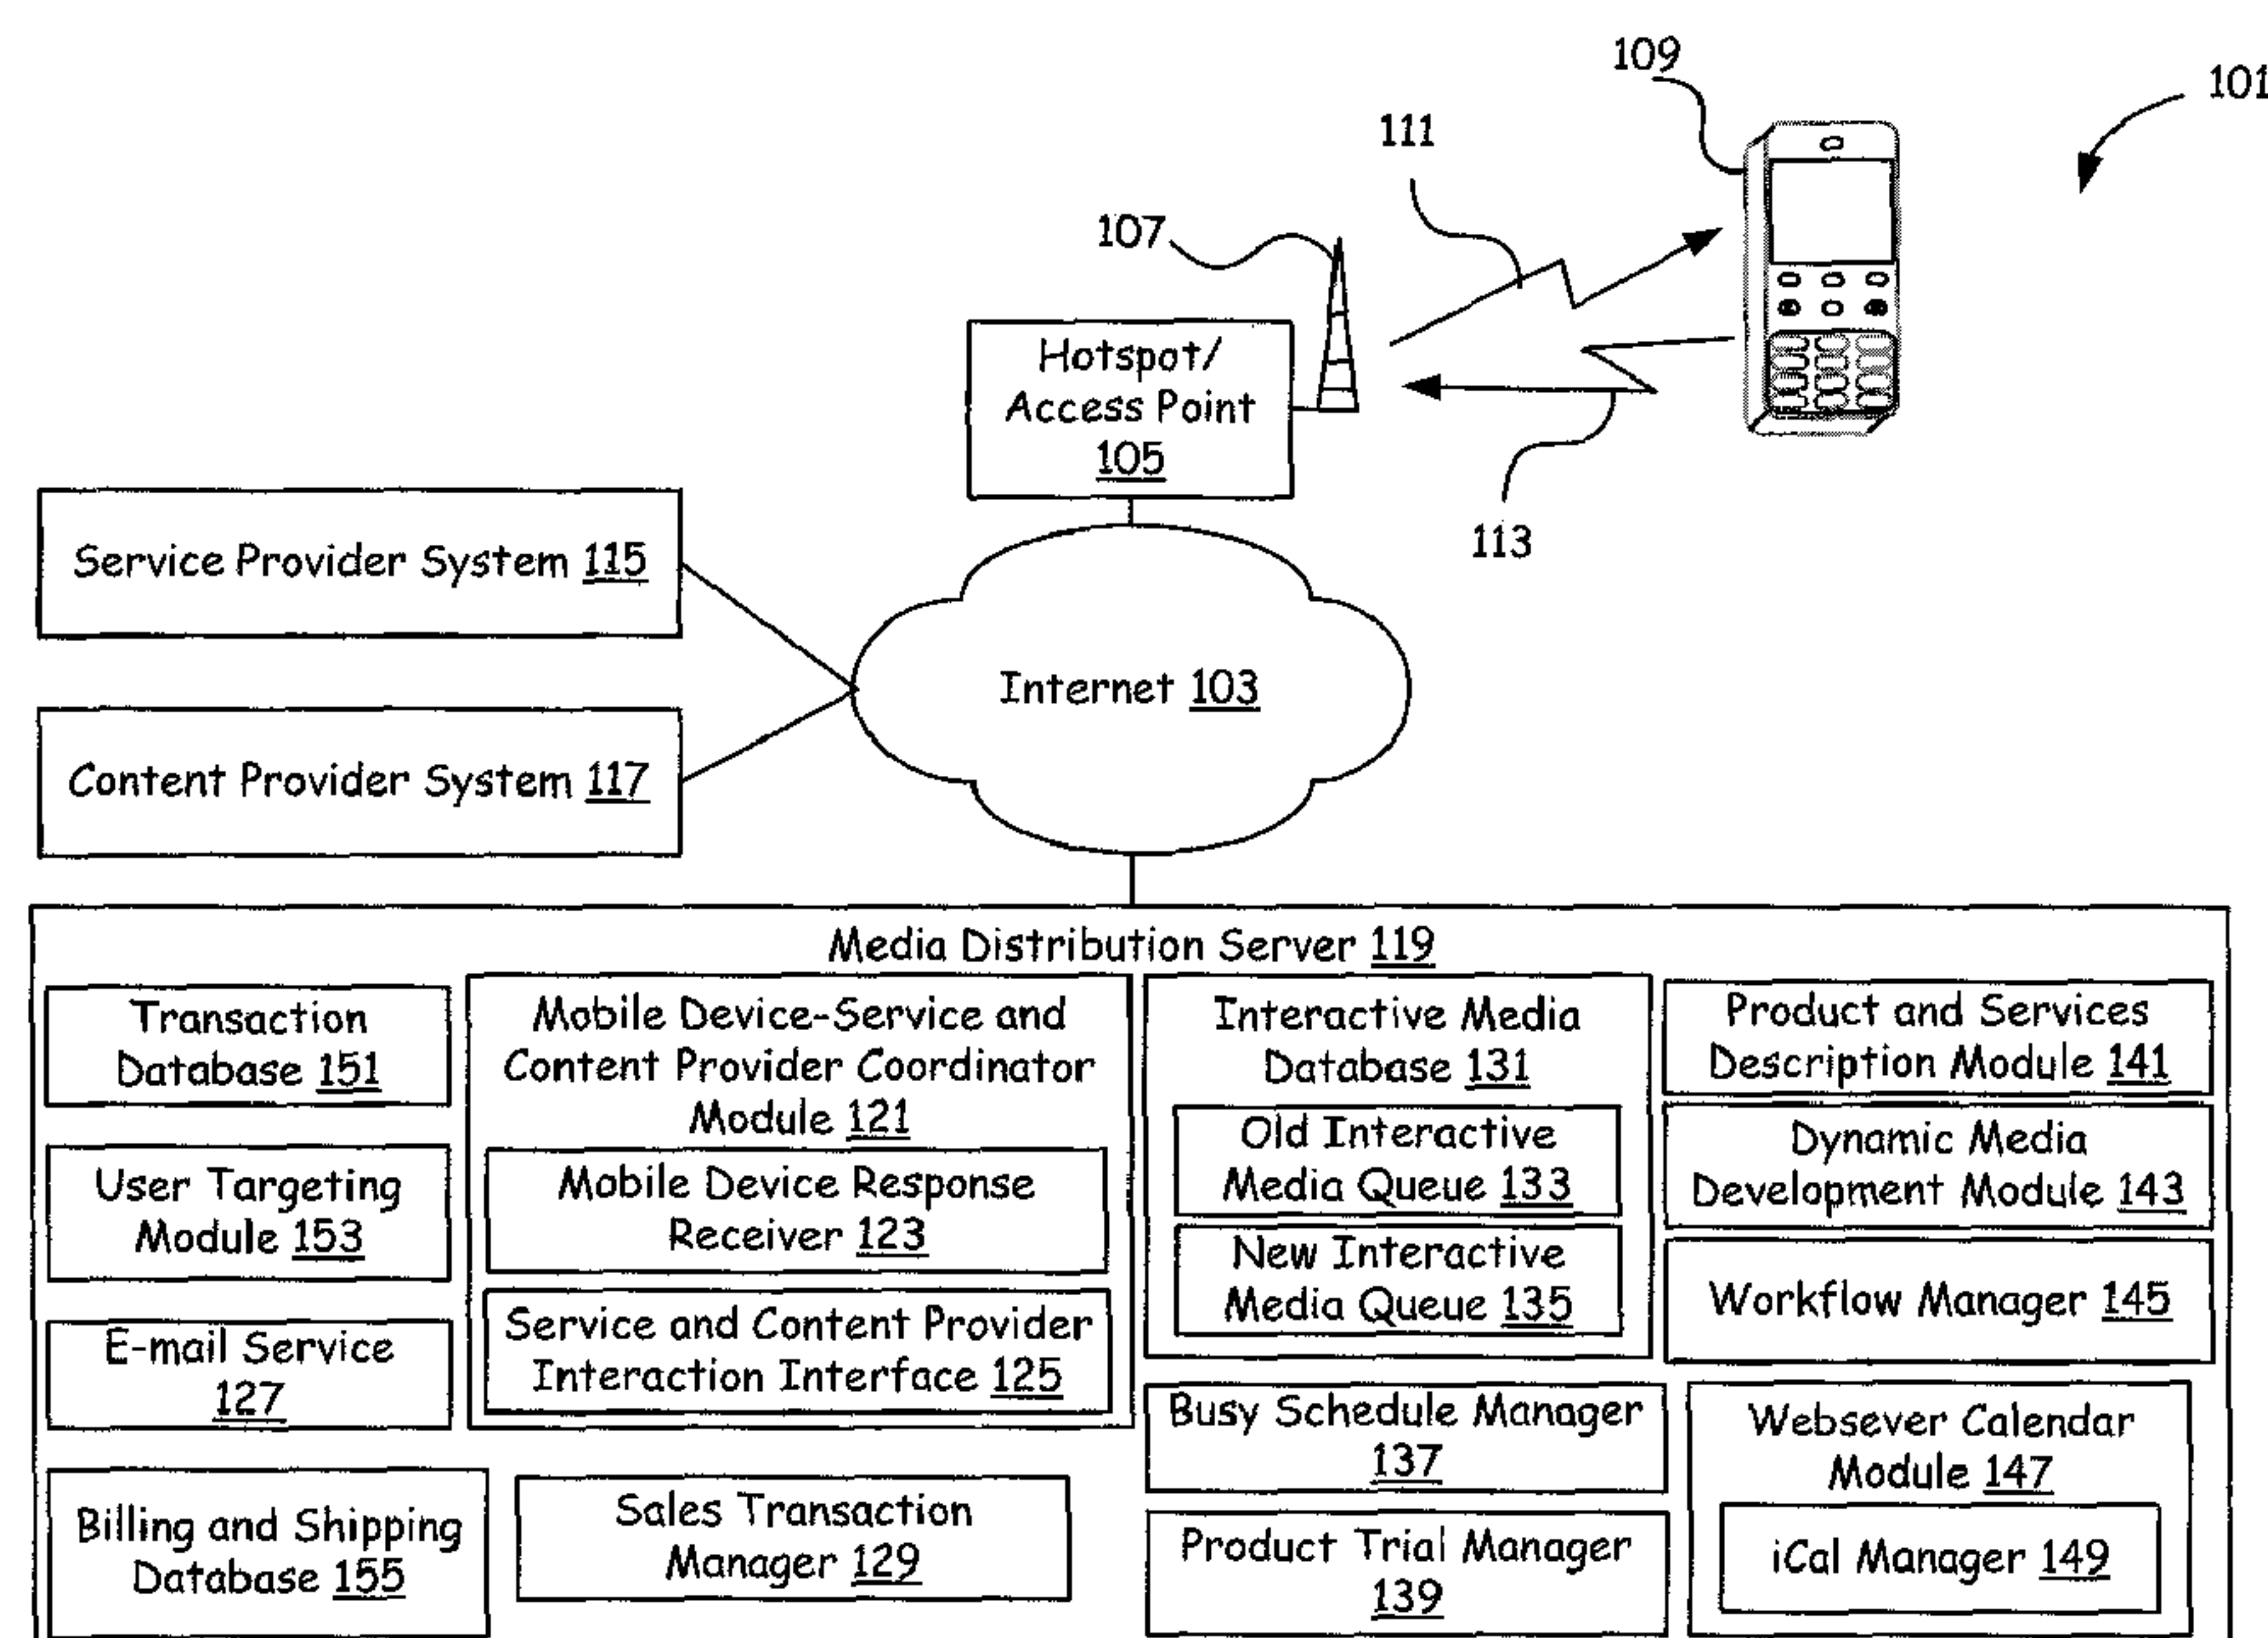 109
101
111
107
Hotspot/
Access Point
105
113
Service Provider System 115
Internet 103
Content Provider System 117
Media Distribution Server 119
Transaction
Database 151
User Targeting
Module 153
E-mail Service
127
Billing and Shipping
Database 155
Mobile Device-Service and
Content Provider Coordinator
Module 121
Mobile Device Response
Receiver 123
Service and Content Provider
Interaction Interface 125
Sales Transaction
Manager 129
Interactive Media
Database 131
Old Interactive
Media Queue 133
New Interactive
Media Queue 135
Busy Schedule Manager
137
Product Trial Manager
139
Product and Services
Description Module 141
Dynamic Media
Development Module 143
Workflow Manager 145
Websever Calendar
Module 147
iCal Manager 149